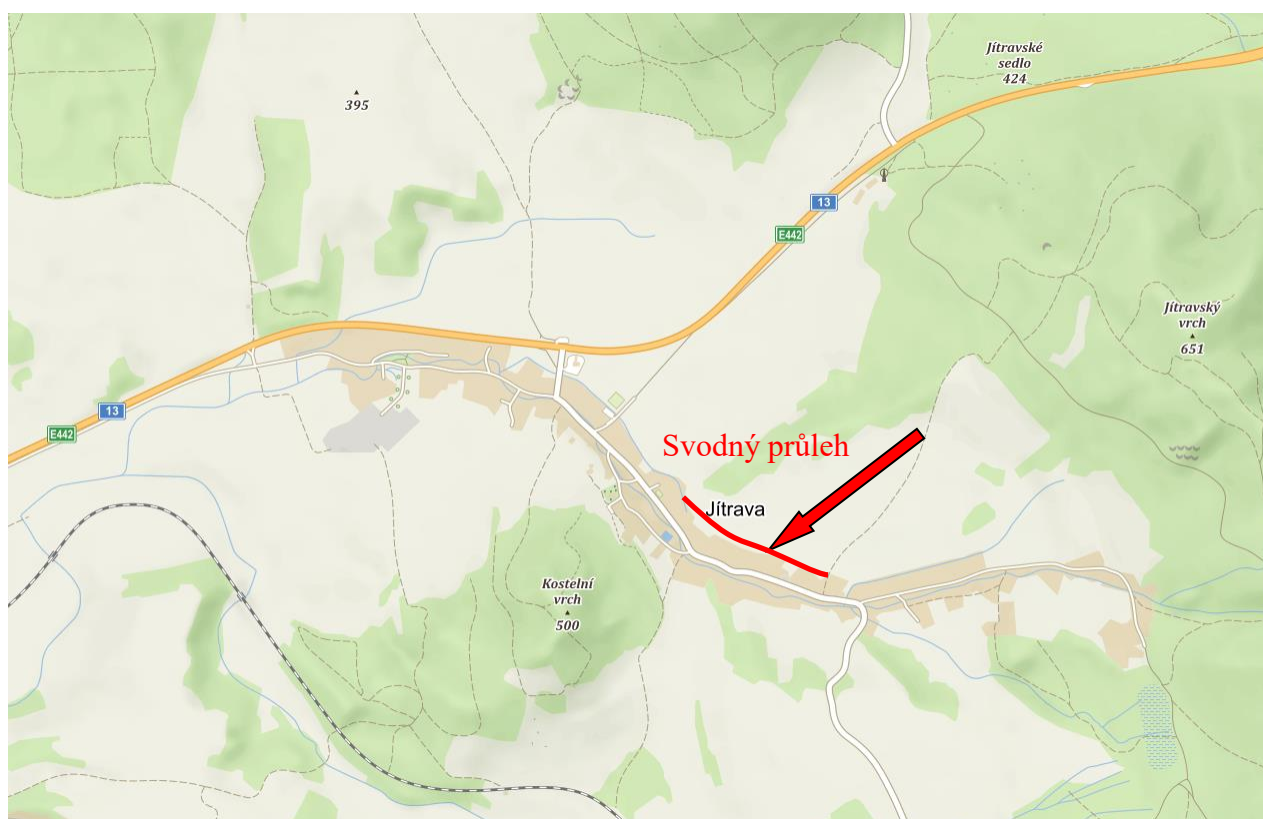 Jítravské
sedlo
424
395
13
E442
Jítravský
vrch
651
13
E442
Svodný průleh
Jítrava
Kostelní
vrch
500